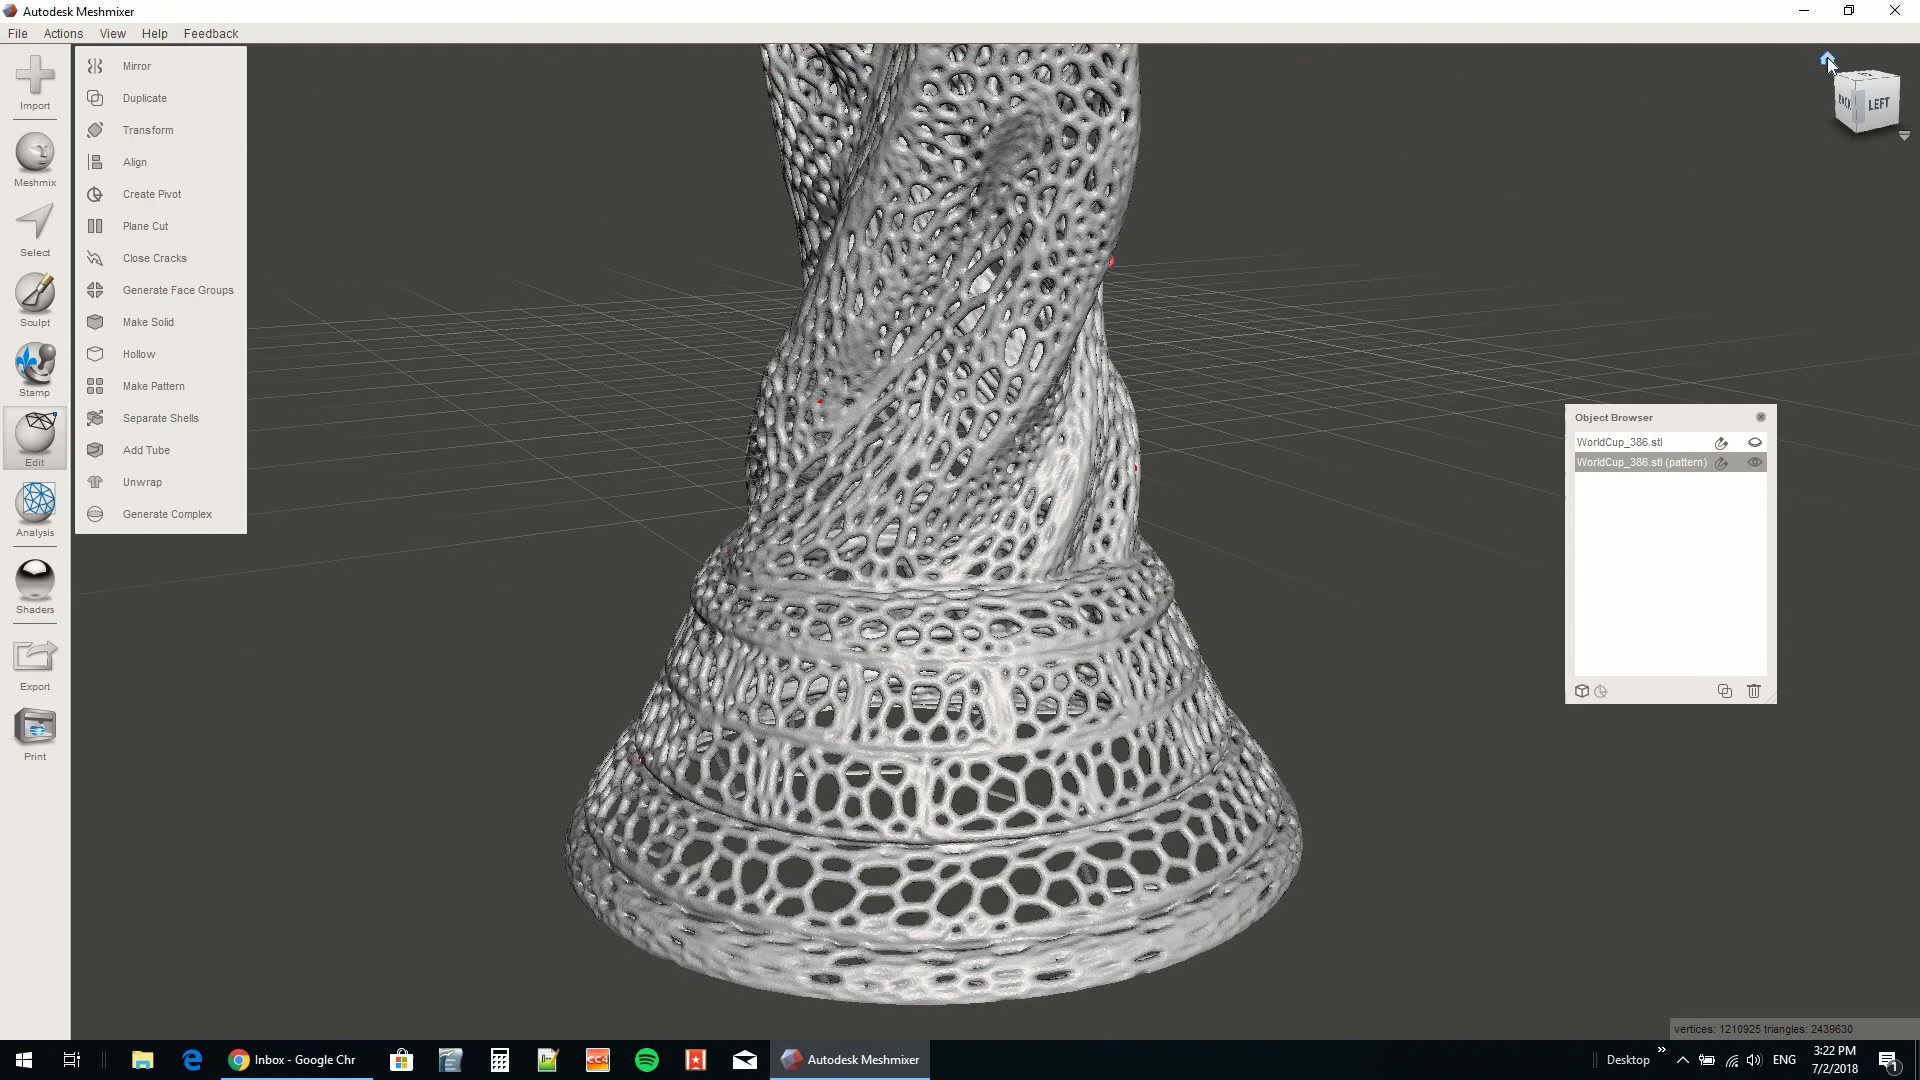 Autodesk Meshmixer
File Actions View Help Feedback
Import
Meshmix
Select
Sculpt
Stamp
Edit
Analysis
Shaders
Export
Print
Mirror
Duplicate
Transform
Align
Create Pivot
Plane Cut
Close Cracks
Generate Face Groups
Make Solid
Hollow
Make Pattern
Separate Shells
Add Tube
Unwrap
Generate Complex
BACK LEFT
Object Browser
WorldCup_386.stl
WorldCup_386.stl (pattern)
vertices: 1210925 triangles: 2439630
Inbox - Google Chr
CC4
Autodesk Meshmixer
Desktop
ENG
3:22 PM
7/2/2018
1